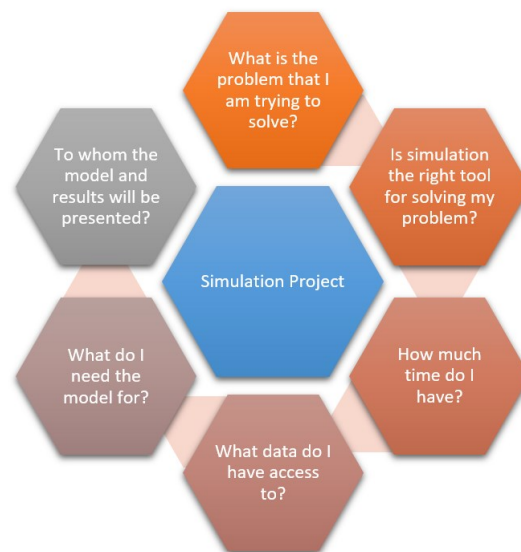 What is the
problem that I
am trying to
solve?
Is simulation
the right tool
for solving my
problem?
How much
time do I
have?
What data do I
have access
to?
What do I
need the
model for?
To whom the
model and
results will be
presented?
Simulation Project